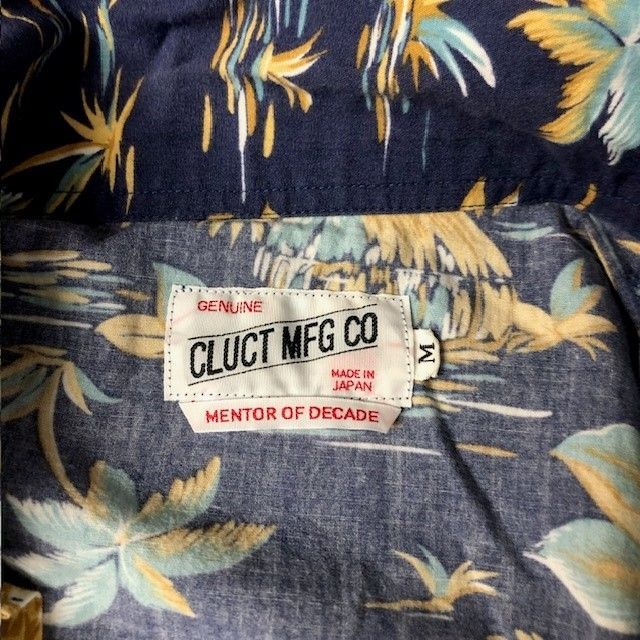 GENUINE
CLUCT MFG CO
MADE IN
JAPAN
M
MENTOR OF DECADE